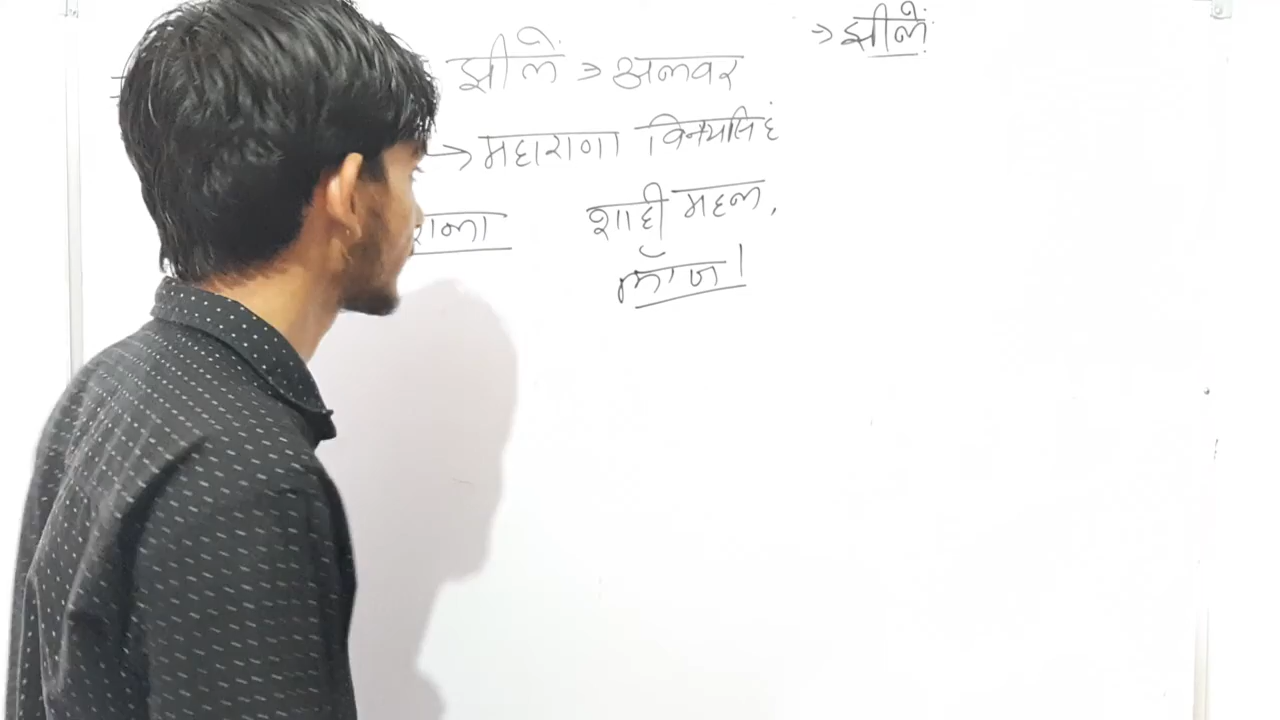 → झीलें
झीलें → अलवर
→ महाराणा विनयसिंह
शाही महल,
लॉज।